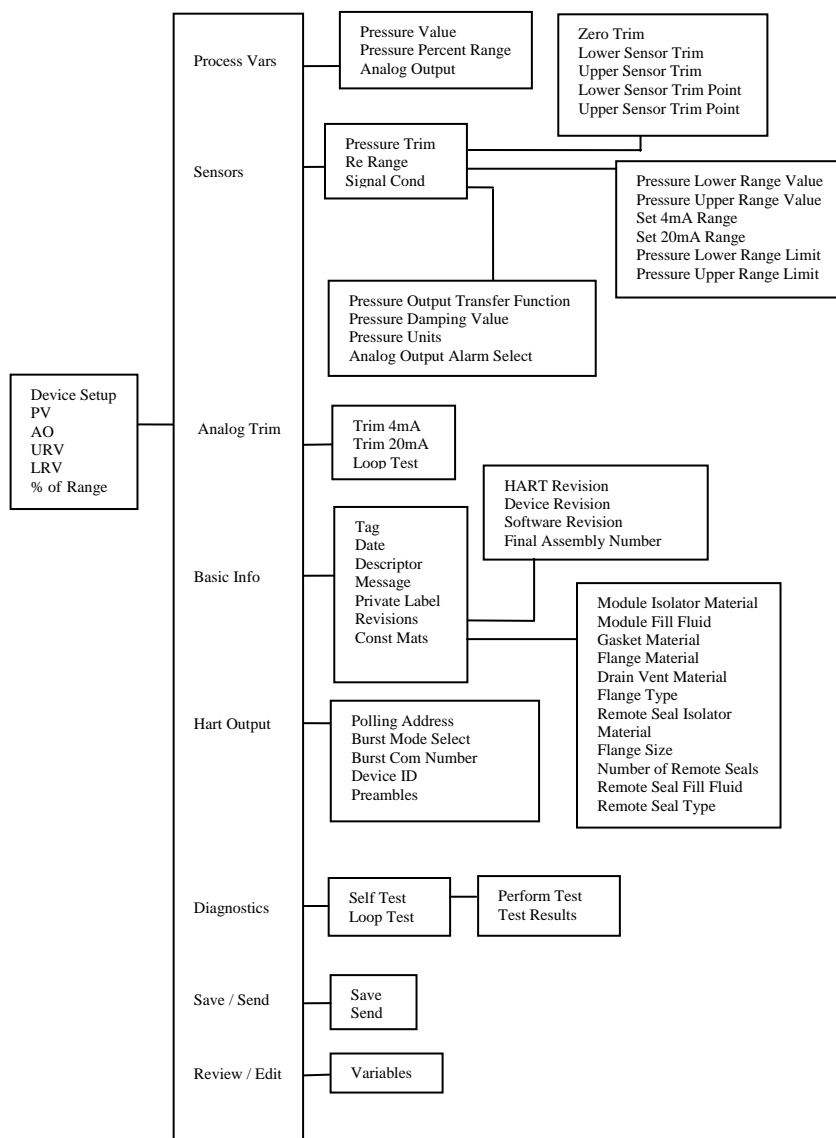 Device Setup
PV
AO
URV
LRV
% of Range
Process Vars
Pressure Value
Pressure Percent Range
Analog Output
Sensors
Pressure Trim
Re Range
Signal Cond
Zero Trim
Lower Sensor Trim
Upper Sensor Trim
Lower Sensor Trim Point
Upper Sensor Trim Point
Pressure Lower Range Value
Pressure Upper Range Value
Set 4mA Range
Set 20mA Range
Pressure Lower Range Limit
Pressure Upper Range Limit
Pressure Output Transfer Function
Pressure Damping Value
Pressure Units
Analog Output Alarm Select
Analog Trim
Trim 4mA
Trim 20mA
Loop Test
Basic Info
Tag
Date
Descriptor
Message
Private Label
Revisions
Const Mats
HART Revision
Device Revision
Software Revision
Final Assembly Number
Module Isolator Material
Module Fill Fluid
Gasket Material
Flange Material
Drain Vent Material
Flange Type
Remote Seal Isolator
Material
Flange Size
Number of Remote Seals
Remote Seal Fill Fluid
Remote Seal Type
Hart Output
Polling Address
Burst Mode Select
Burst Com Number
Device ID
Preambles
Diagnostics
Self Test
Loop Test
Perform Test
Test Results
Save / Send
Save
Send
Review / Edit
Variables